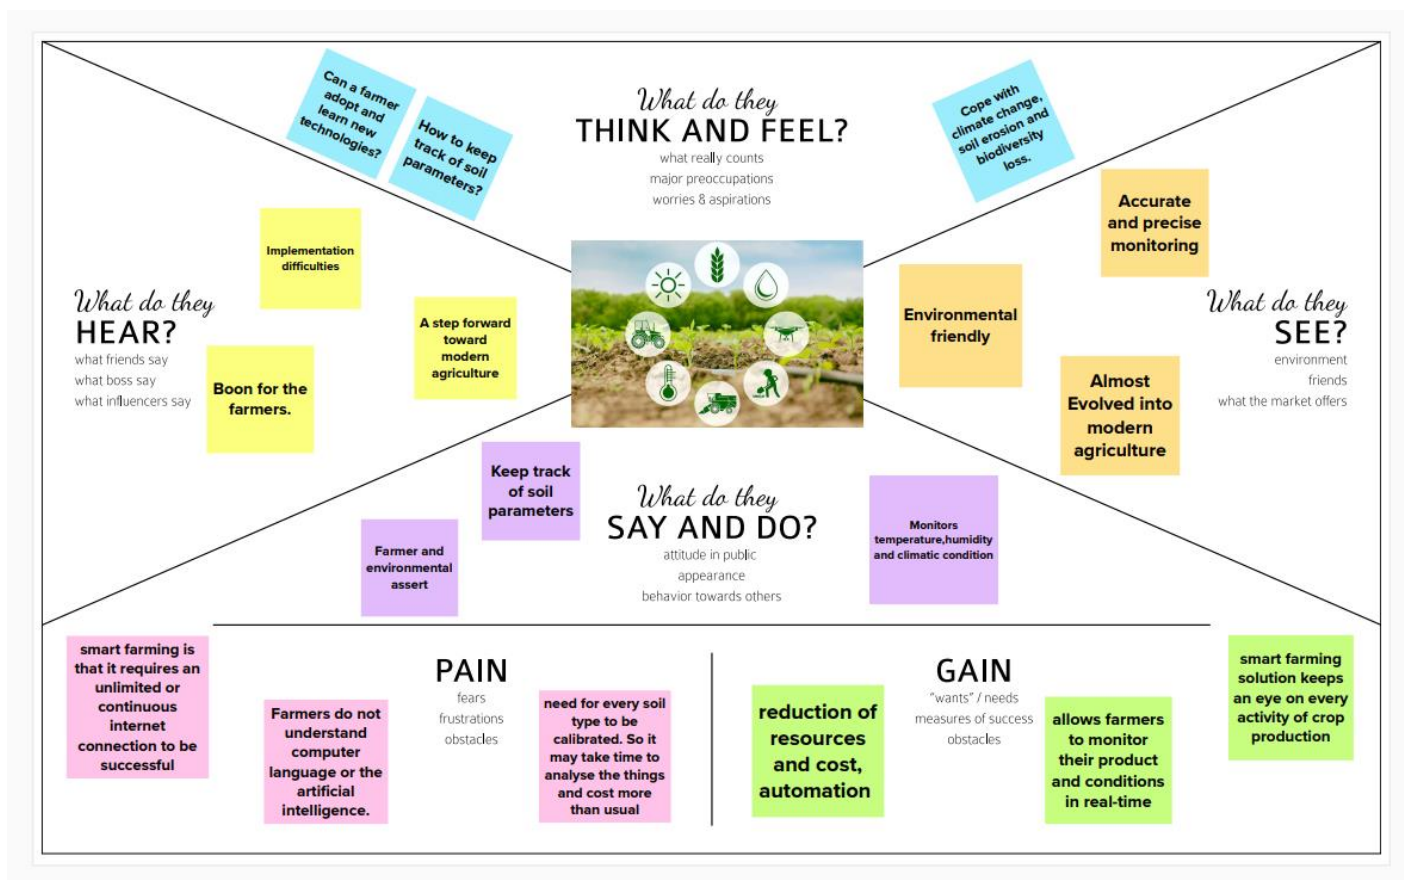 Can a farmer
adopt and
learn new
technologies?
How to keep
track of soil
parameters?
What do they
THINK AND FEEL?
what really counts
major preoccupations
worries & aspirations
Cope with
climate change,
soil erosion and
biodiversity
loss.
What do they
HEAR?
what friends say
what boss say
what influencers say
Implementation
difficulties
A step forward
toward
modern
agriculture
Boon for the
farmers.
Accurate
and precise
monitoring
Environmental
friendly
Almost
Evolved into
modern
agriculture
What do they
SEE?
environment
friends
what the market offers
Keep track
of soil
parameters
Farmer and
environmental
assert
What do they
SAY AND DO?
attitude in public
appearance
behavior towards others
Monitors
temperature,humidity
and climatic condition
smart farming is
that it requires an
unlimited or
continuous
internet
connection to be
successful
Farmers do not
understand
computer
language or the
artificial
intelligence.
PAIN
fears
frustrations
obstacles
need for every soil
type to be
calibrated. So it
may take time to
analyse the things
and cost more
than usual
reduction of
resources
and cost,
automation
GAIN
"wants" / needs
measures of success
obstacles
allows farmers
to monitor
their product
and conditions
in real-time
smart farming
solution keeps
an eye on every
activity of crop
production